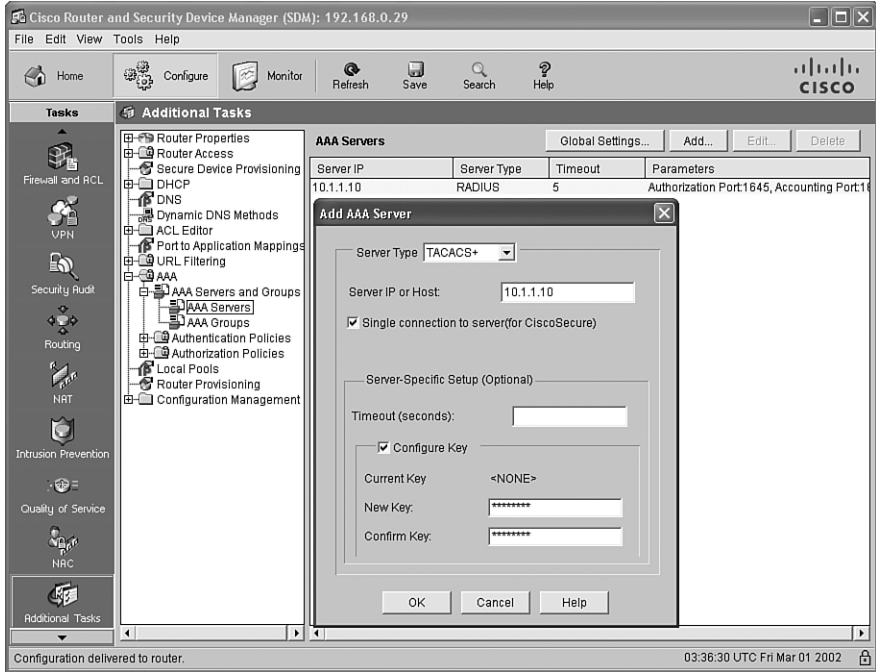 Cisco Router and Security Device Manager (SDM): 192.168.0.29
File Edit View Tools Help
Home
Configure
Monitor
Refresh
Save
Search
Help
CISCO
Tasks
Additional Tasks
Firewall and ACL
VPN
Security Audit
Routing
NAT
Intrusion Prevention
Quality of Service
NAC
Additional Tasks
Router Properties
Router Access
Secure Device Provisioning
DHCP
DNS
Dynamic DNS Methods
ACL Editor
Port to Application Mappings
URL Filtering
AAA
AAA Servers and Groups
AAA Servers
AAA Groups
Authentication Policies
Authorization Policies
Local Pools
Router Provisioning
Configuration Management
AAA Servers
Global Settings... Add... Edit... Delete
Server IP Server Type Timeout Parameters
10.1.1.10 RADIUS 5 Authorization Port:1645, Accounting Port:1
Add AAA Server
Server Type TACACS+
Server IP or Host: 10.1.1.10
Single connection to server(for CiscoSecure)
Server-Specific Setup (Optional)
Timeout (seconds):
Configure Key
Current Key <NONE>
New Key: ********
Confirm Key: ********
OK Cancel Help
Configuration delivered to router.
03:36:30 UTC Fri Mar 01 2002